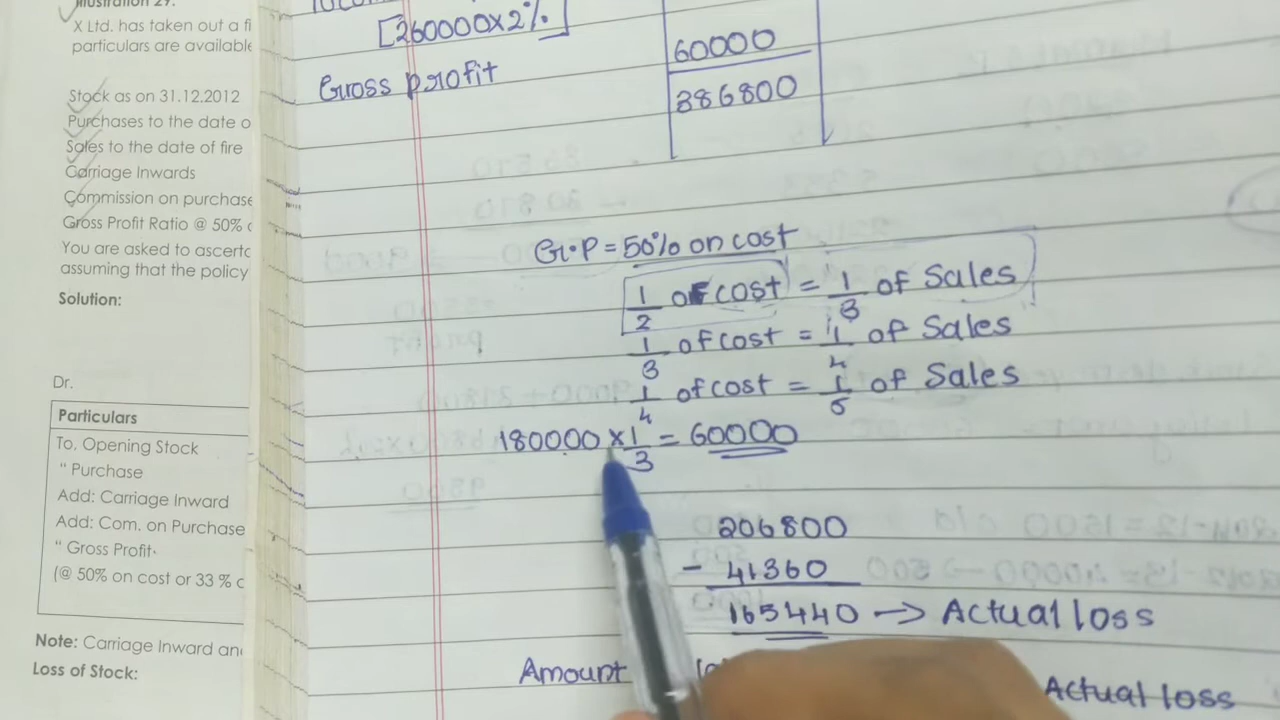 Illustration 29.
X Ltd. has taken out a fi
particulars are available
Stock as on 31.12.2012
Purchases to the date o
Sales to the date of fire
Carriage Inwards
Commission on purchase
Gross Profit Ratio @ 50% c
You are asked to ascerta
assuming that the policy
Solution:
Dr.
Particulars
To, Opening Stock
" Purchase
Add: Carriage Inward
Add: Com. on Purchase
" Gross Profit
(@ 50% on cost or 33 % c
Note: Carriage Inward an
Loss of Stock:
[260000×2%]
60000
Gross profit
386800
G.P = 50% on cost
1/2 of cost = 1/3 of Sales
1/3 of cost = 1/4 of Sales
1/4 of cost = 1/5 of Sales
180000 × 1/3 = 60000
206800
- 41360
165440 → Actual loss
Amount
Actual loss